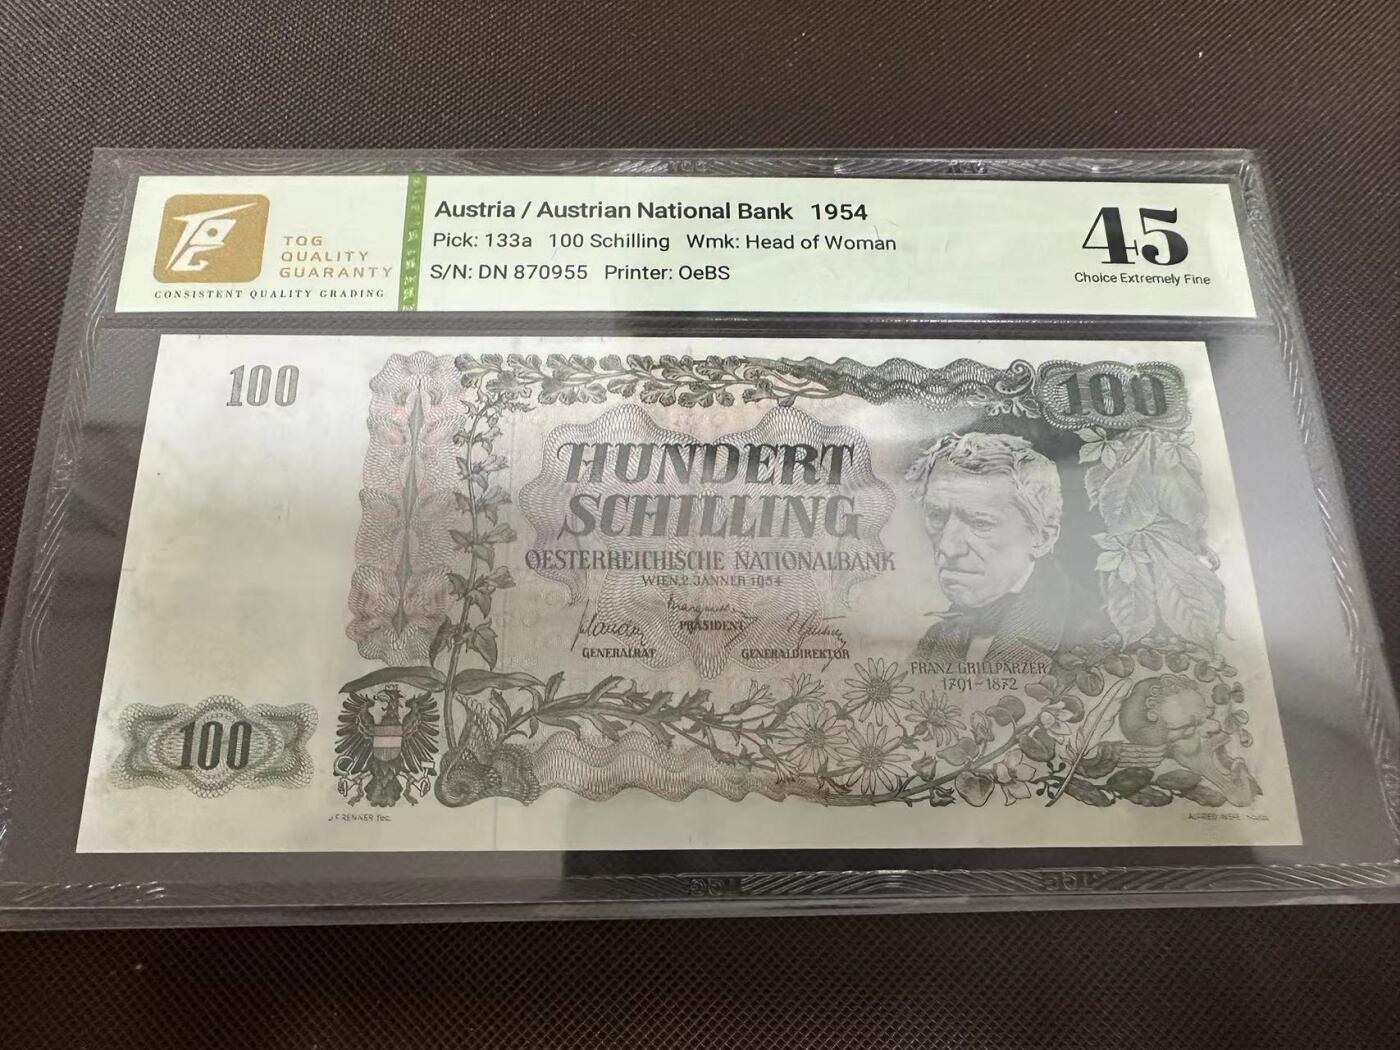 TQG
QUALITY
GUARANTY
CONSISTENT QUALITY GRADING
Austria / Austrian National Bank 1954
Pick: 133a 100 Schilling Wmk: Head of Woman
S/N: DN 870955 Printer: OeBS
45
Choice Extremely Fine
100
100
HUNDERT
SCHILLING
OESTERREICHISCHE NATIONALBANK
WIEN, 2. JÄNNER 1954
PRÄSIDENT
GENERALRAT
GENERALDIREKTOR
FRANZ GRILLPARZER
1791-1872
100